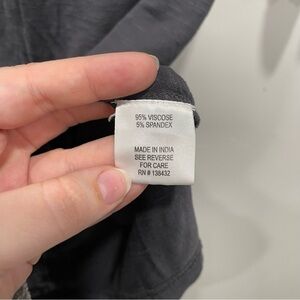 95% VISCOSE
5% SPANDEX
MADE IN INDIA
SEE REVERSE
FOR CARE
RN # 138432